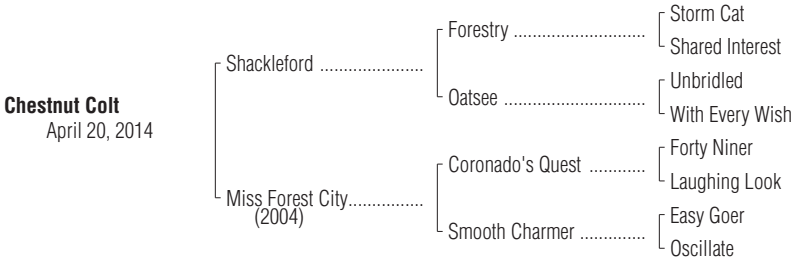 Storm Cat
Forestry ............................
Shared Interest
Shackleford ......................
Unbridled
Oatsee ..............................
With Every Wish
Chestnut Colt
April 20, 2014
Forty Niner
Coronado's Quest ............
Laughing Look
Miss Forest City................
(2004)
Easy Goer
Smooth Charmer ..............
Oscillate